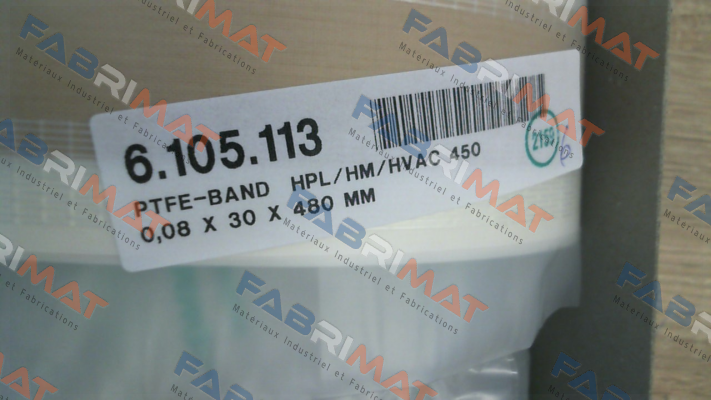 6.105.113
PTFE-BAND HPL/HM/HVAC 450
0,08 X 30 X 480 MM
FABRIMAT
Materiaux Industriel et Fabrications